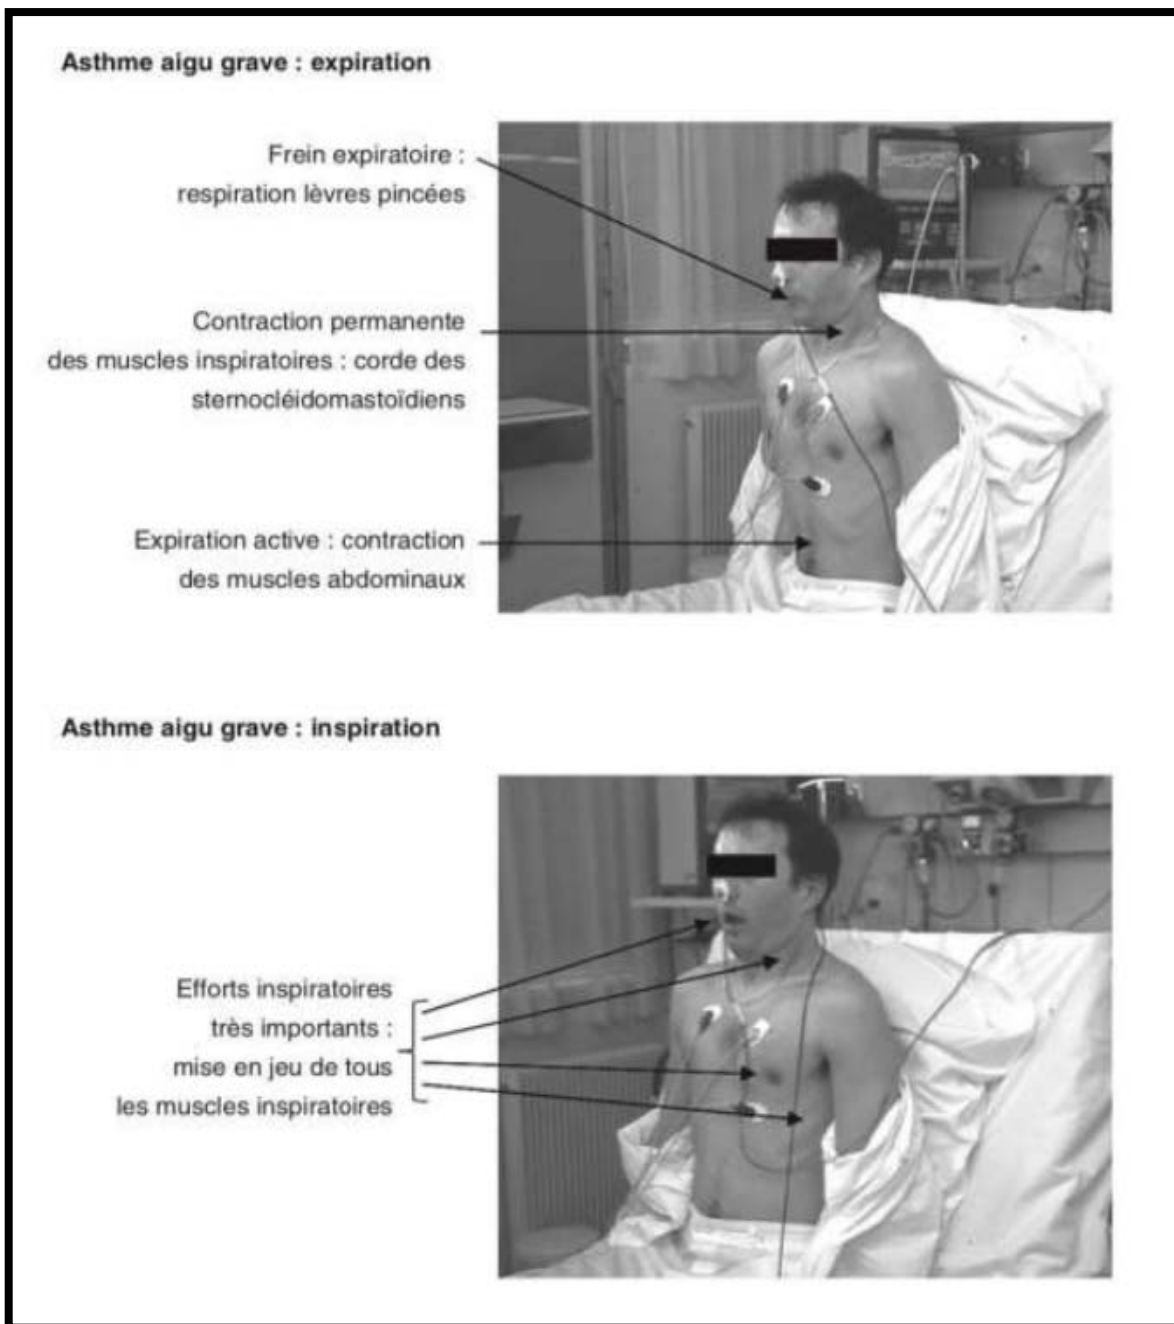 Asthme aigu grave : expiration
Frein expiratoire :
respiration lèvres pincées
Contraction permanente
des muscles inspiratoires : corde des
sternocléidomastoïdiens
Expiration active : contraction
des muscles abdominaux
Asthme aigu grave : inspiration
Efforts inspiratoires
très importants :
mise en jeu de tous
les muscles inspiratoires